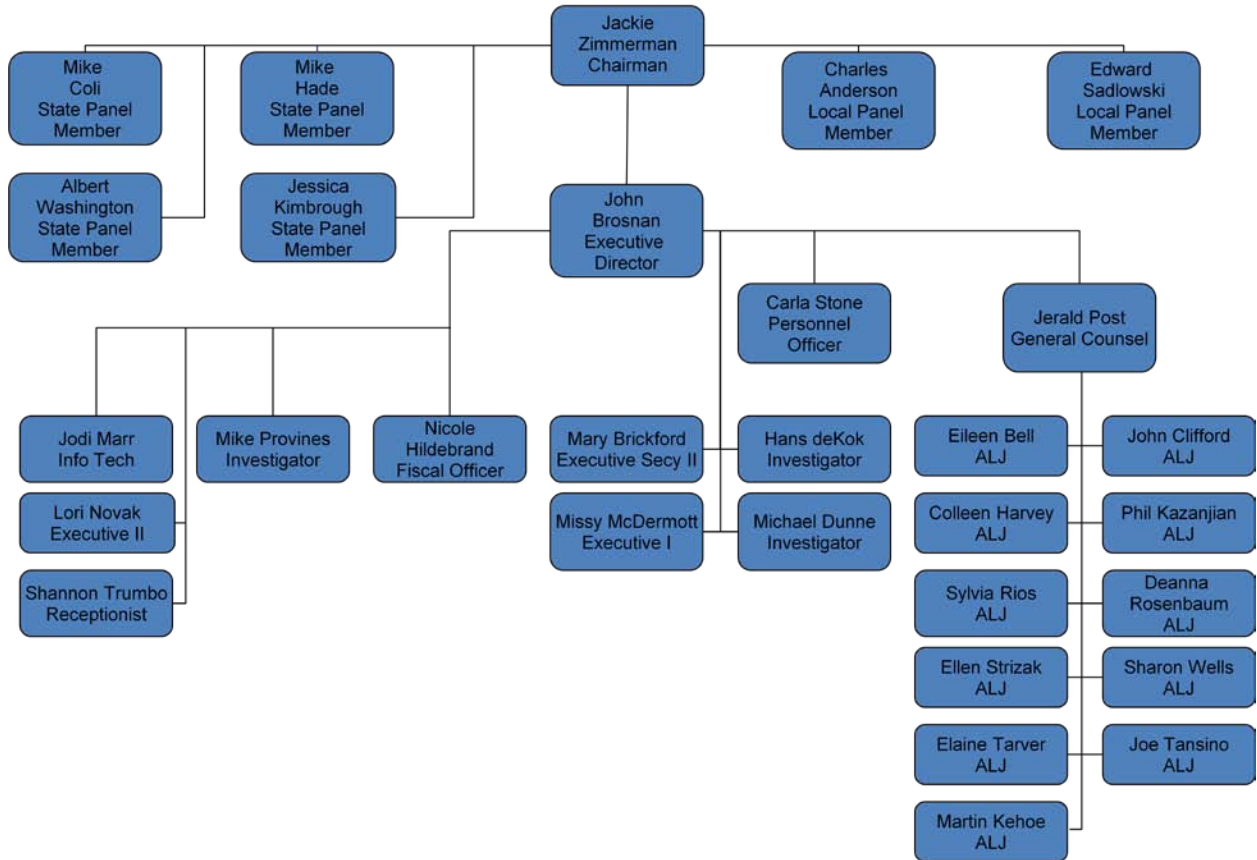 Jackie
Zimmerman
Chairman
Mike
Coli
State Panel
Member
Mike
Hade
State Panel
Member
Charles
Anderson
Local Panel
Member
Edward
Sadlowski
Local Panel
Member
Albert
Washington
State Panel
Member
Jessica
Kimbrough
State Panel
Member
John
Brosnan
Executive
Director
Carla Stone
Personnel
Officer
Jerald Post
General Counsel
Jodi Marr
Info Tech
Mike Provines
Investigator
Nicole
Hildebrand
Fiscal Officer
Mary Brickford
Executive Secy II
Hans deKok
Investigator
Eileen Bell
ALJ
John Clifford
ALJ
Lori Novak
Executive II
Missy McDermott
Executive I
Michael Dunne
Investigator
Colleen Harvey
ALJ
Phil Kazanjian
ALJ
Shannon Trumbo
Receptionist
Sylvia Rios
ALJ
Deanna
Rosenbaum
ALJ
Ellen Strizak
ALJ
Sharon Wells
ALJ
Elaine Tarver
ALJ
Joe Tansino
ALJ
Martin Kehoe
ALJ